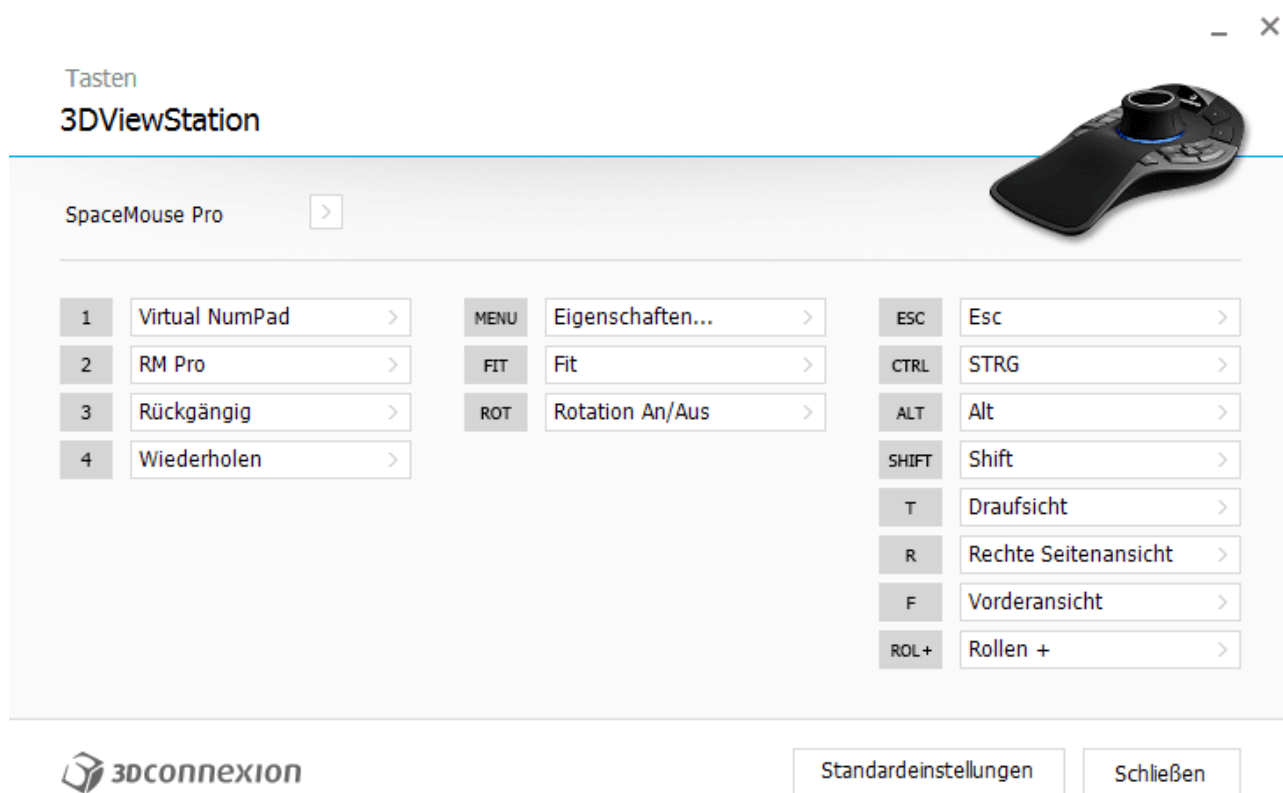 Tasten
3DViewStation
SpaceMouse Pro
1 Virtual NumPad
2 RM Pro
3 Rückgängig
4 Wiederholen
MENU Eigenschaften...
FIT Fit
ROT Rotation An/Aus
ESC Esc
CTRL STRG
ALT Alt
SHIFT Shift
T Draufsicht
R Rechte Seitenansicht
F Vorderansicht
ROL+ Rollen +
3Dconnexion
Standardeinstellungen
Schließen